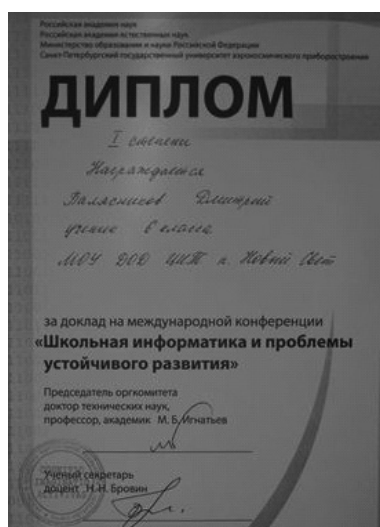 Российская академия наук
Российская академия естественных наук
Министерство образования и науки Российской Федерации
Санкт-Петербургский государственный университет аэрокосмического приборостроения
ДИПЛОМ
I степени
Награждается
Балясников Дмитрий
ученик 6 класса
МОУ ДОД ЦИТ п. Новый Свет
за доклад на международной конференции
«Школьная информатика и проблемы
устойчивого развития»
Председатель оргкомитета
доктор технических наук,
профессор, академик М. Б. Игнатьев
Ученый секретарь
доцент Н. Н. Бровин